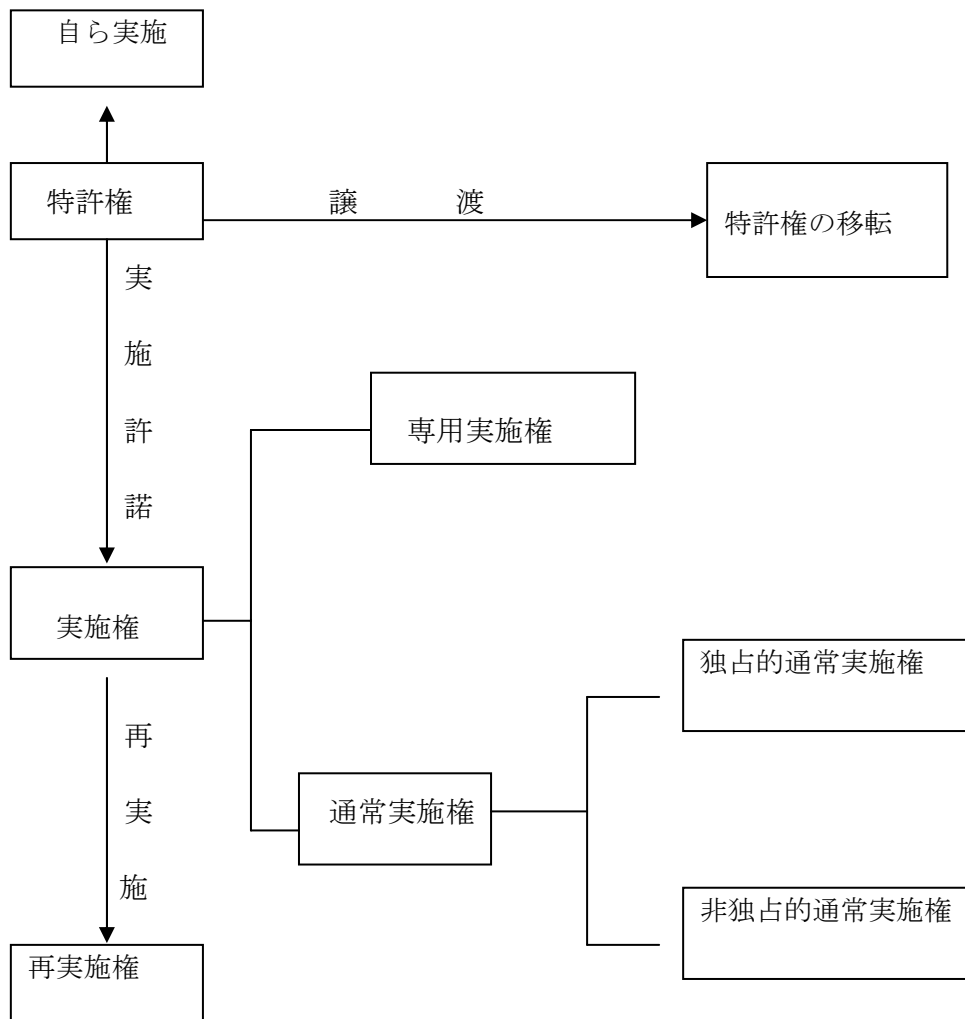 自ら実施
特許権
譲渡
特許権の移転
実施許諾
専用実施権
実施権
独占的通常実施権
再実施
通常実施権
非独占的通常実施権
再実施権